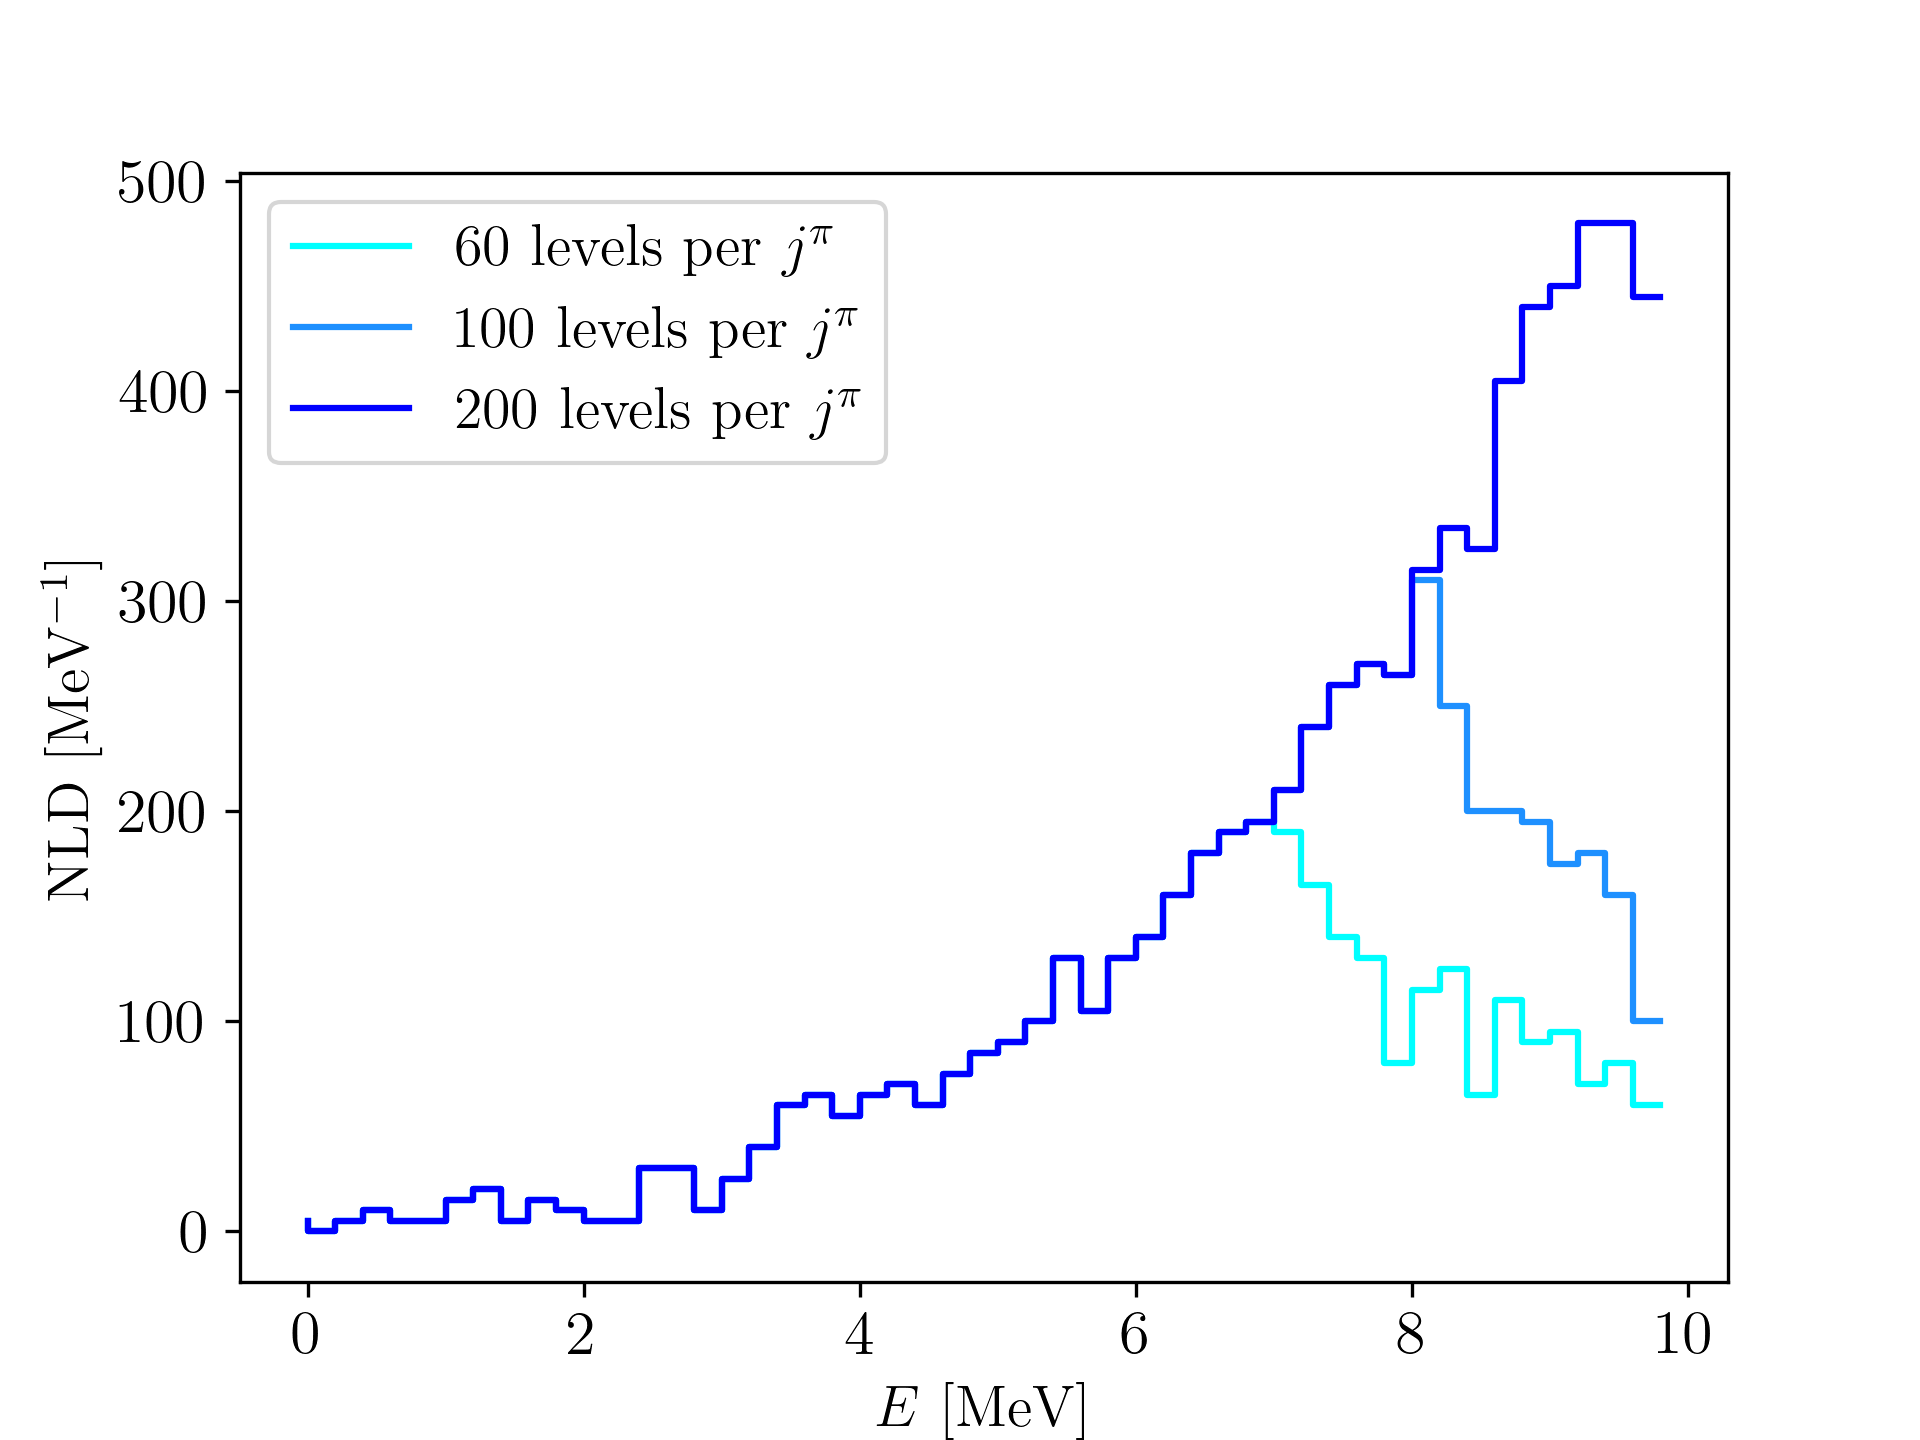 500
400
300
200
100
0
NLD [MeV⁻¹]
60 levels per j^π
100 levels per j^π
200 levels per j^π
0 2 4 6 8 10
E [MeV]